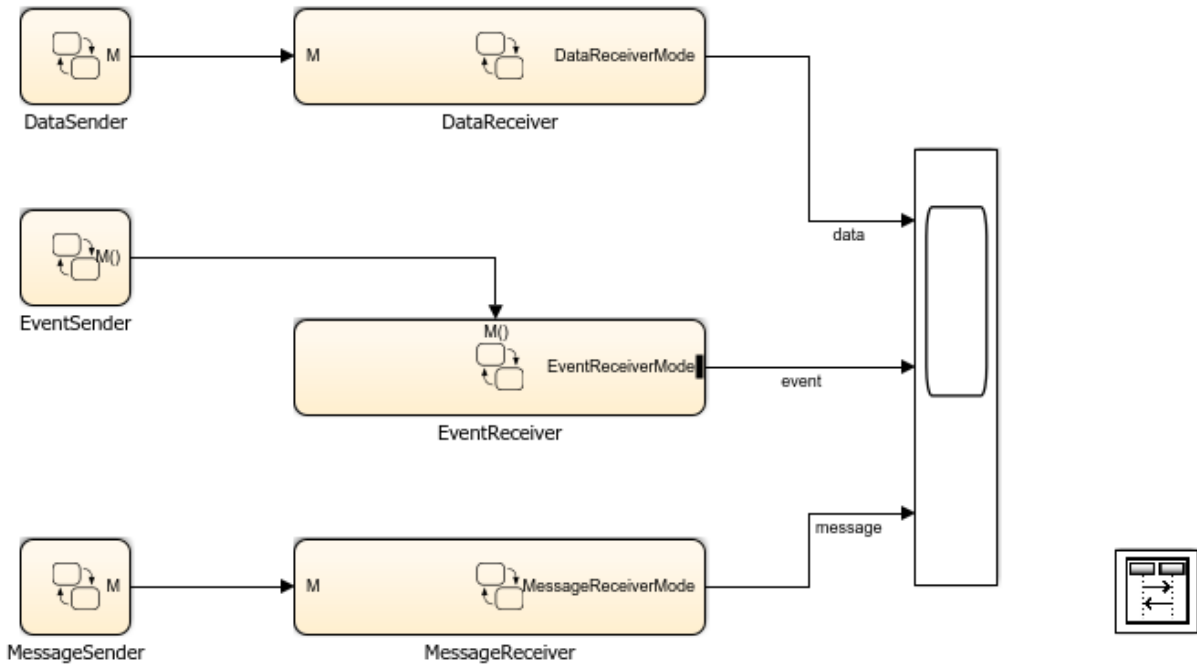 M
M
DataReceiverMode
DataSender
DataReceiver
data
M()
EventSender
M()
EventReceiverMode
event
EventReceiver
message
M
M
MessageReceiverMode
MessageSender
MessageReceiver